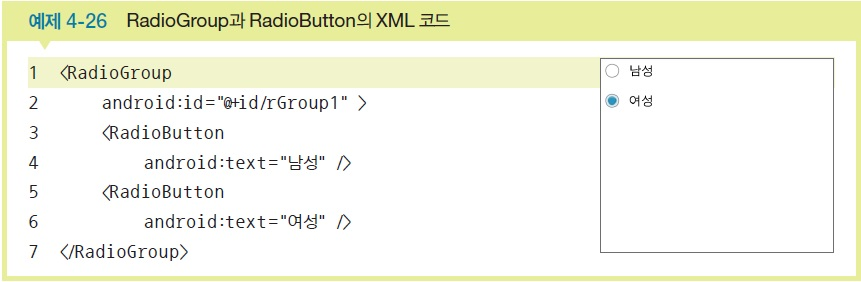 예제 4-26 RadioGroup과 RadioButton의 XML 코드
1 <RadioGroup
2 android:id="@+id/rGroup1" >
3 <RadioButton
4 android:text="남성" />
5 <RadioButton
6 android:text="여성" />
7 </RadioGroup>
남성
여성